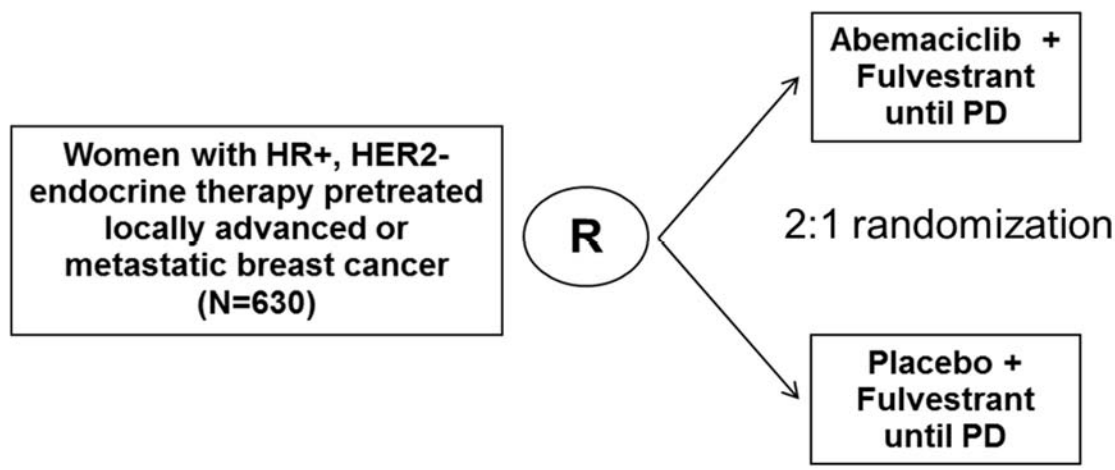 Women with HR+, HER2-
endocrine therapy pretreated
locally advanced or
metastatic breast cancer
(N=630)
R
Abemaciclib +
Fulvestrant
until PD
2:1 randomization
Placebo +
Fulvestrant
until PD